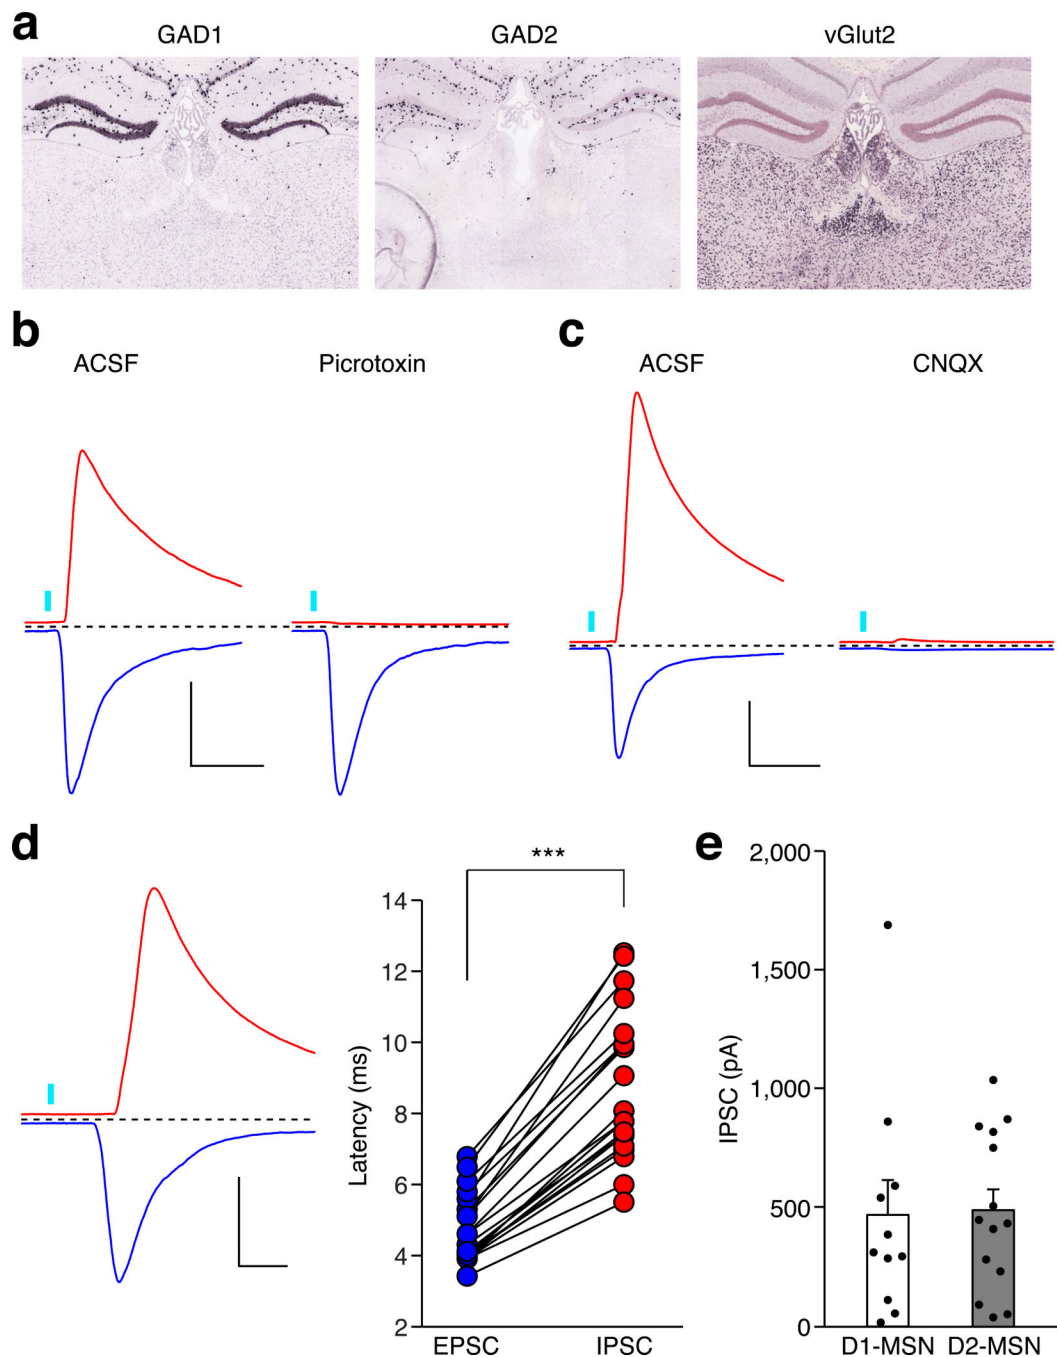 a
GAD1 GAD2 vGlut2
b
ACSF Picrotoxin
c
ACSF CNQX
d
***
Latency (ms)
14
12
10
8
6
4
2
EPSC IPSC
e
IPSC (pA)
2,000
1,500
1,000
500
0
D1-MSN D2-MSN